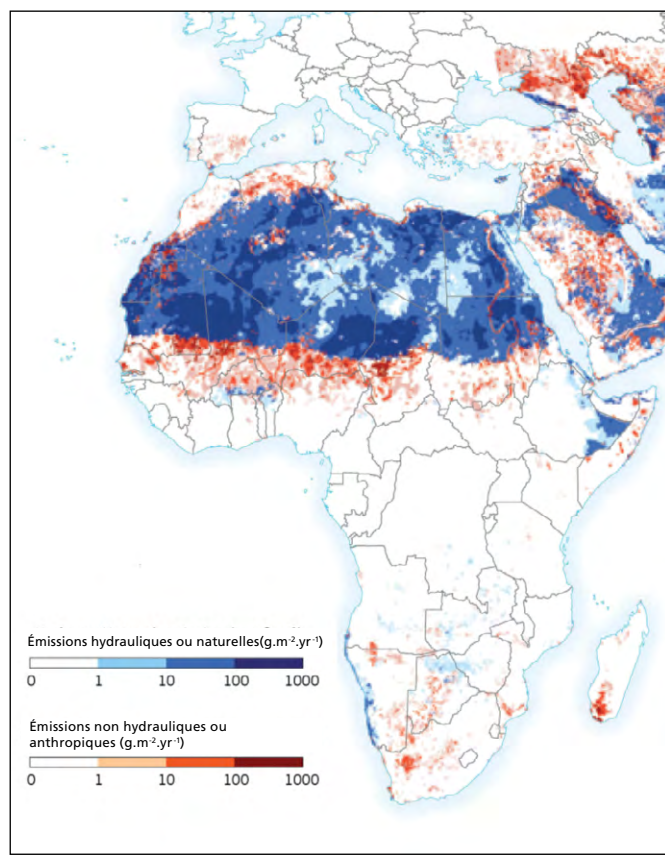 Émissions hydrauliques ou naturelles(g.m-2.yr-1)
0 1 10 100 1000
Émissions non hydrauliques ou
anthropiques (g.m-2.yr-1)
0 1 10 100 1000